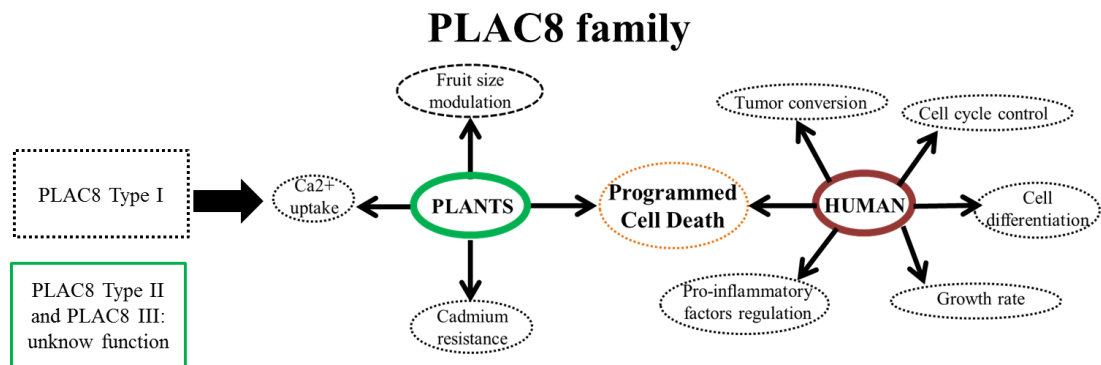 PLAC8 family
Fruit size
modulation
Tumor conversion
Cell cycle control
PLAC8 Type I
Ca2+
uptake
PLANTS
Programmed
Cell Death
HUMAN
Cell
differentiation
PLAC8 Type II
and PLAC8 III:
unknow function
Cadmium
resistance
Pro-inflammatory
factors regulation
Growth rate